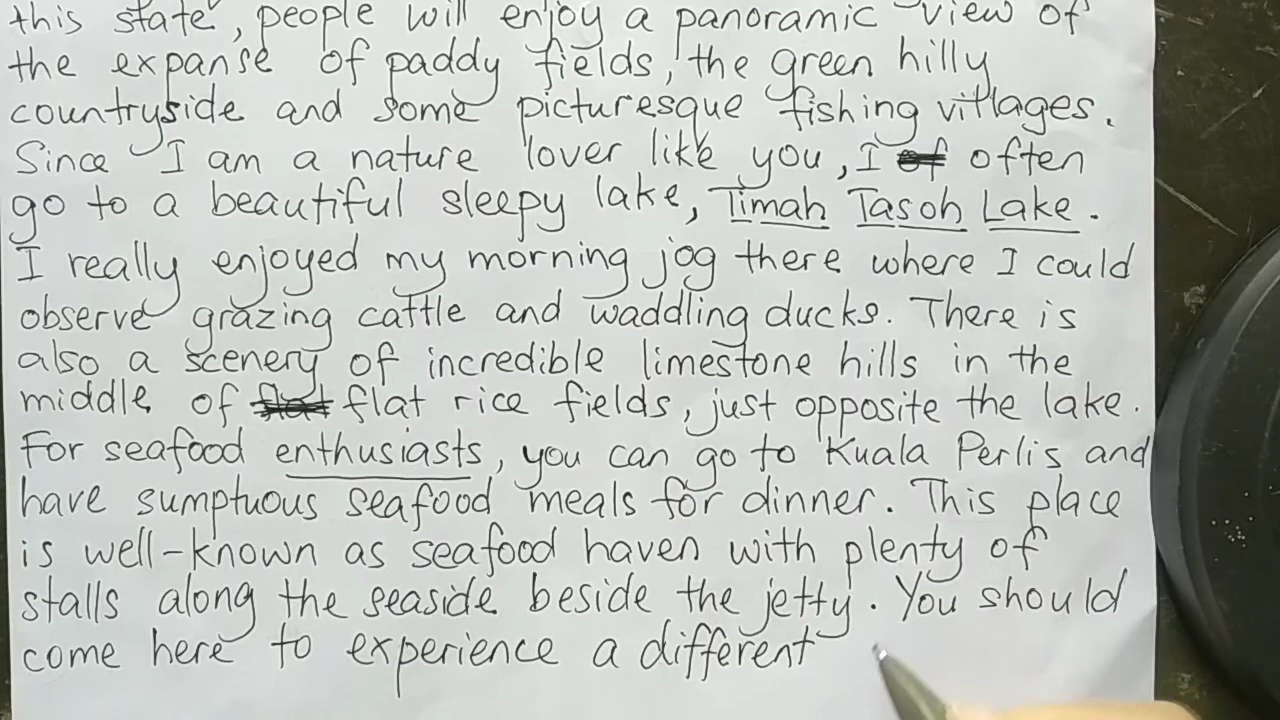 this state, people will enjoy a panoramic view of
the expanse of paddy fields, the green hilly
countryside and some picturesque fishing villages.
Since I am a nature lover like you, I often
go to a beautiful sleepy lake, Timah Tasoh Lake.
I really enjoyed my morning jog there where I could
observe grazing cattle and waddling ducks. There is
also a scenery of incredible limestone hills in the
middle of flat rice fields, just opposite the lake.
For seafood enthusiasts, you can go to Kuala Perlis and
have sumptuous seafood meals for dinner. This place
is well-known as seafood haven with plenty of
stalls along the seaside beside the jetty. You should
come here to experience a different